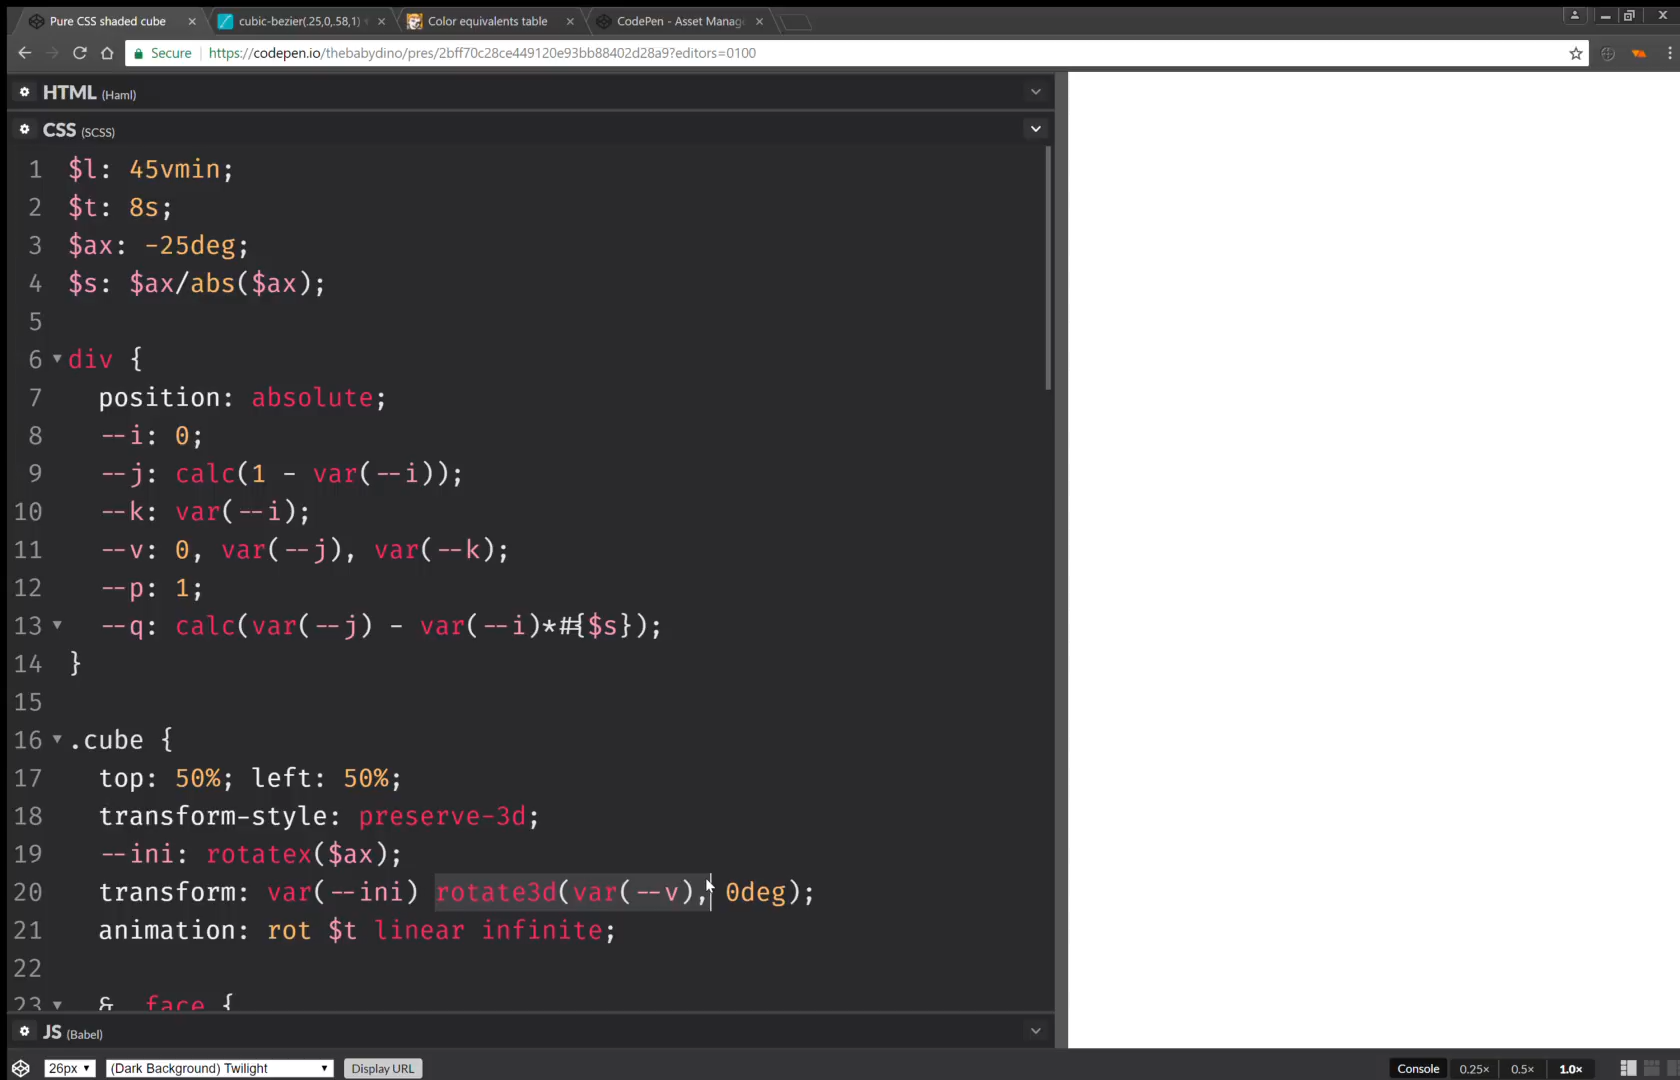 Pure CSS shaded cube
cubic-bezier(.25,0,.58,1)
Color equivalents table
CodePen - Asset Manag
Secure
https://codepen.io/thebabydino/pres/2bff70c28ce449120e93bb88402d28a9?editors=0100
HTML (Haml)
CSS (SCSS)
1 $l: 45vmin;
2 $t: 8s;
3 $ax: -25deg;
4 $s: $ax/abs($ax);
5
6 div {
7 position: absolute;
8 --i: 0;
9 --j: calc(1 - var(--i));
10 --k: var(--i);
11 --v: 0, var(--j), var(--k);
12 --p: 1;
13 --q: calc(var(--j) - var(--i)*#{$s});
14 }
15
16 .cube {
17 top: 50%; left: 50%;
18 transform-style: preserve-3d;
19 --ini: rotatex($ax);
20 transform: var(--ini) rotate3d(var(--v), 0deg);
21 animation: rot $t linear infinite;
22
23 &__face {
JS (Babel)
26px
(Dark Background) Twilight
Display URL
Console
0.25×
0.5×
1.0×